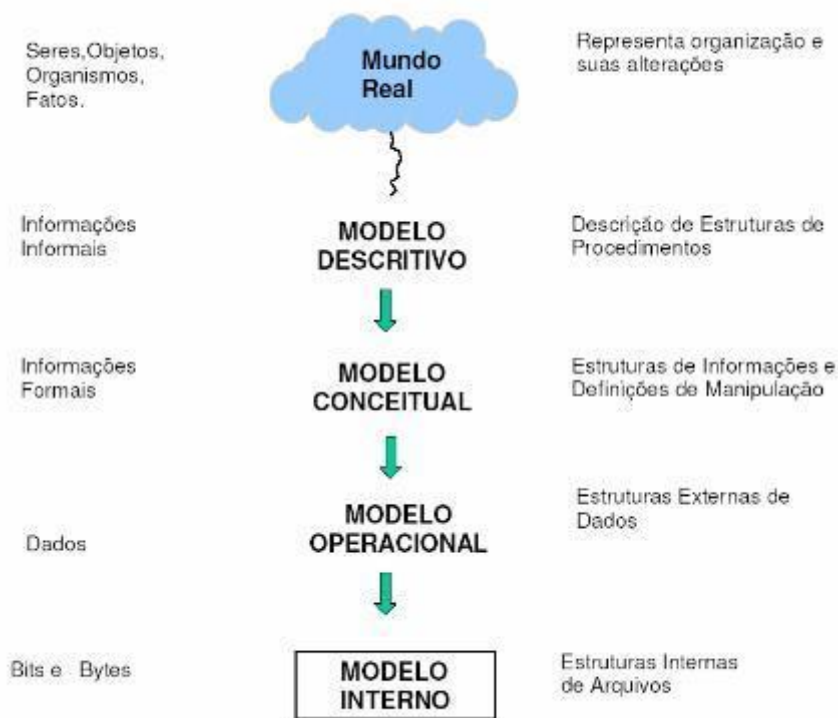 Seres,Objetos,
Organismos,
Fatos.
Mundo
Real
Representa organização e
suas alterações
Informações
Informais
MODELO
DESCRITIVO
Descrição de Estruturas de
Procedimentos
Informações
Formais
MODELO
CONCEITUAL
Estruturas de Informações e
Definições de Manipulação
Dados
MODELO
OPERACIONAL
Estruturas Externas de
Dados
Bits e Bytes
MODELO
INTERNO
Estruturas Internas
de Arquivos